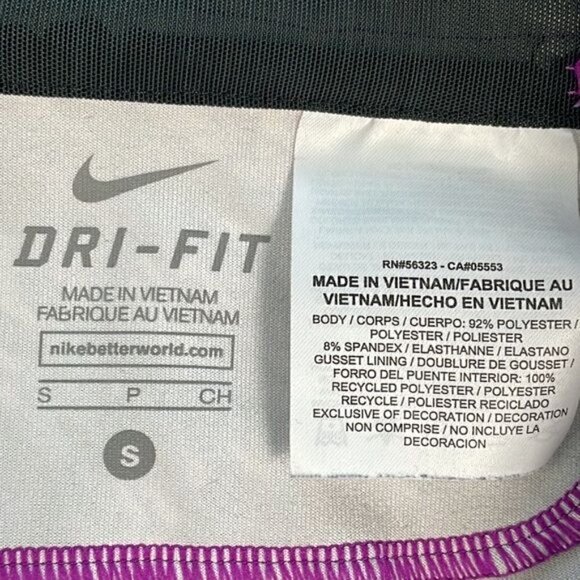 DRI-FIT
MADE IN VIETNAM
FABRIQUE AU VIETNAM
nikebetterworld.com
S P CH
S
RN#56323 - CA#05553
MADE IN VIETNAM/FABRIQUE AU
VIETNAM/HECHO EN VIETNAM
BODY / CORPS / CUERPO: 92% POLYESTER /
POLYESTER / POLIESTER
8% SPANDEX / ELASTHANNE / ELASTANO
GUSSET LINING / DOUBLURE DE GOUSSET /
FORRO DEL PUENTE INTERIOR: 100%
RECYCLED POLYESTER / POLYESTER
RECYCLE / POLIESTER RECICLADO
EXCLUSIVE OF DECORATION / DECORATION
NON COMPRISE / NO INCLUYE LA
DECORACION